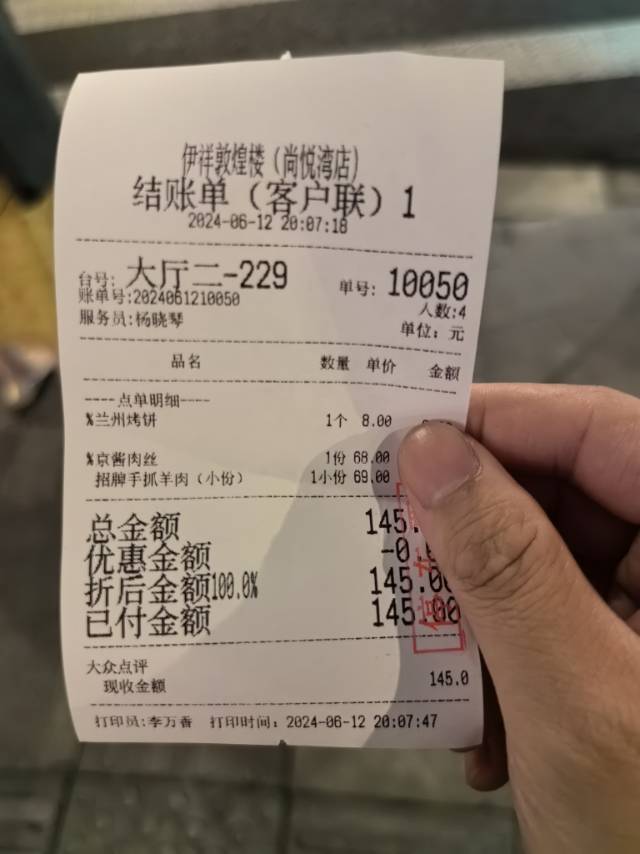 伊祥敦煌楼（尚悦湾店）
结账单（客户联）1
2024-06-12 20:07:18
台号: 大厅二-229 单号: 10050
账单号:2024061210050 人数:4
服务员:杨晓琴 单位: 元
品名 数量 单价 金额
----点单明细----
%兰州烤饼 1个 8.00
%京酱肉丝 1份 68.00
招牌手抓羊肉（小份） 1小份 69.00
总金额 145.
优惠金额 -0.
折后金额100.0% 145.00
已付金额 145.00
大众点评
现收金额 145.0
打印员:李万香 打印时间: 2024-06-12 20:07:47